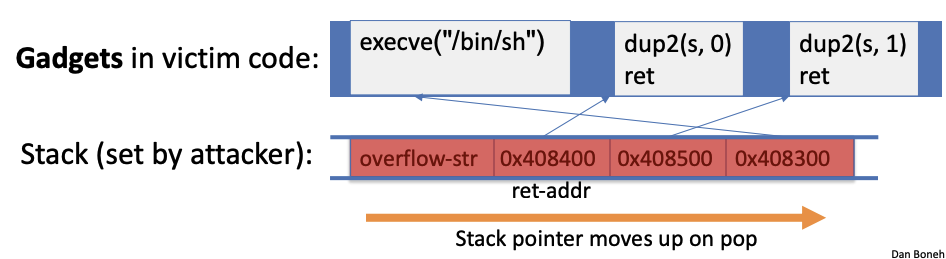 Gadgets in victim code:
execve("/bin/sh")
dup2(s, 0)
ret
dup2(s, 1)
ret
Stack (set by attacker):
overflow-str
0x408400
0x408500
0x408300
ret-addr
Stack pointer moves up on pop
Dan Boneh